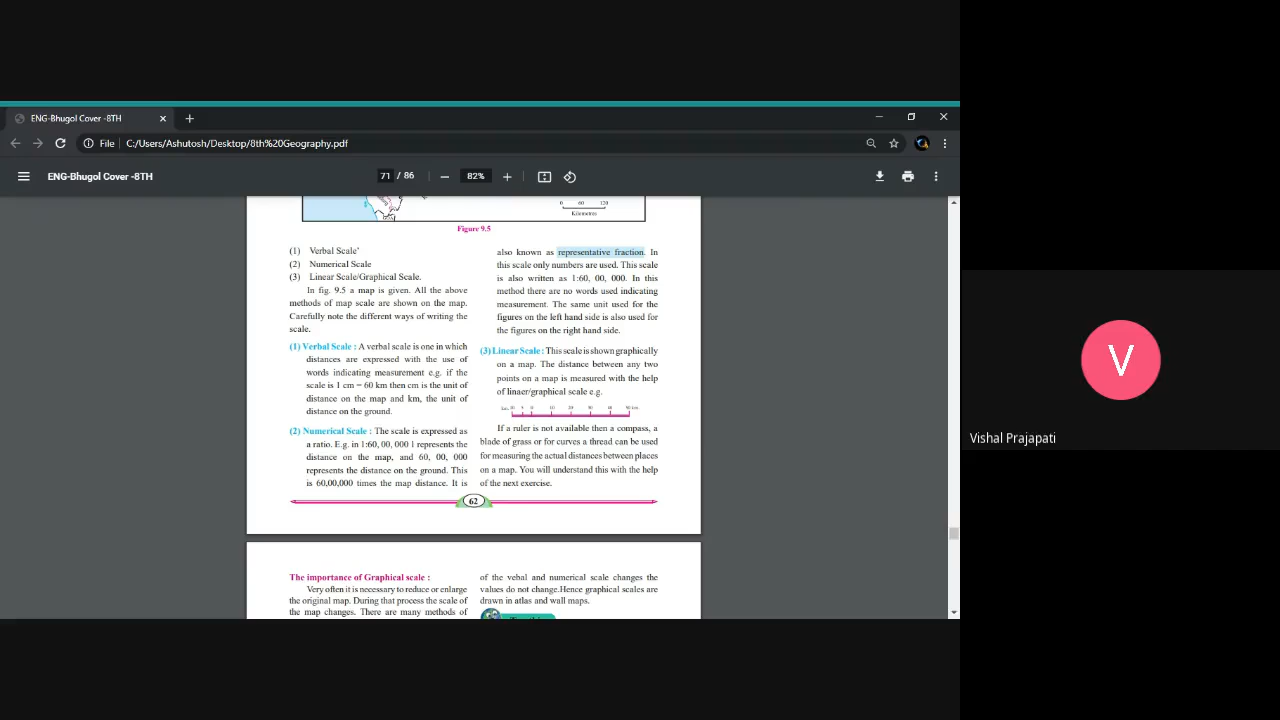 ENG-Bhugol Cover -8TH
File
C:/Users/Ashutosh/Desktop/8th%20Geography.pdf
ENG-Bhugol Cover -8TH
71 / 86
82%
0 60 120
Kilometres
Figure 9.5
(1) Verbal Scale'
(2) Numerical Scale
(3) Linear Scale/Graphical Scale.
In fig. 9.5 a map is given. All the above
methods of map scale are shown on the map.
Carefully note the different ways of writing the
scale.
(1) Verbal Scale : A verbal scale is one in which
distances are expressed with the use of
words indicating measurement e.g. if the
scale is 1 cm = 60 km then cm is the unit of
distance on the map and km, the unit of
distance on the ground.
(2) Numerical Scale : The scale is expressed as
a ratio. E.g. in 1:60, 00, 000 1 represents the
distance on the map, and 60, 00, 000
represents the distance on the ground. This
is 60,00,000 times the map distance. It is
also known as representative fraction. In
this scale only numbers are used. This scale
is also written as 1:60, 00, 000. In this
method there are no words used indicating
measurement. The same unit used for the
figures on the left hand side is also used for
the figures on the right hand side.
(3) Linear Scale : This scale is shown graphically
on a map. The distance between any two
points on a map is measured with the help
of linaer/graphical scale e.g.
If a ruler is not available then a compass, a
blade of grass or for curves a thread can be used
for measuring the actual distances between places
on a map. You will understand this with the help
of the next exercise.
62
The importance of Graphical scale :
Very often it is necessary to reduce or enlarge
the original map. During that process the scale of
the map changes. There are many methods of
of the vebal and numerical scale changes the
values do not change.Hence graphical scales are
drawn in atlas and wall maps.
V
Vishal Prajapati